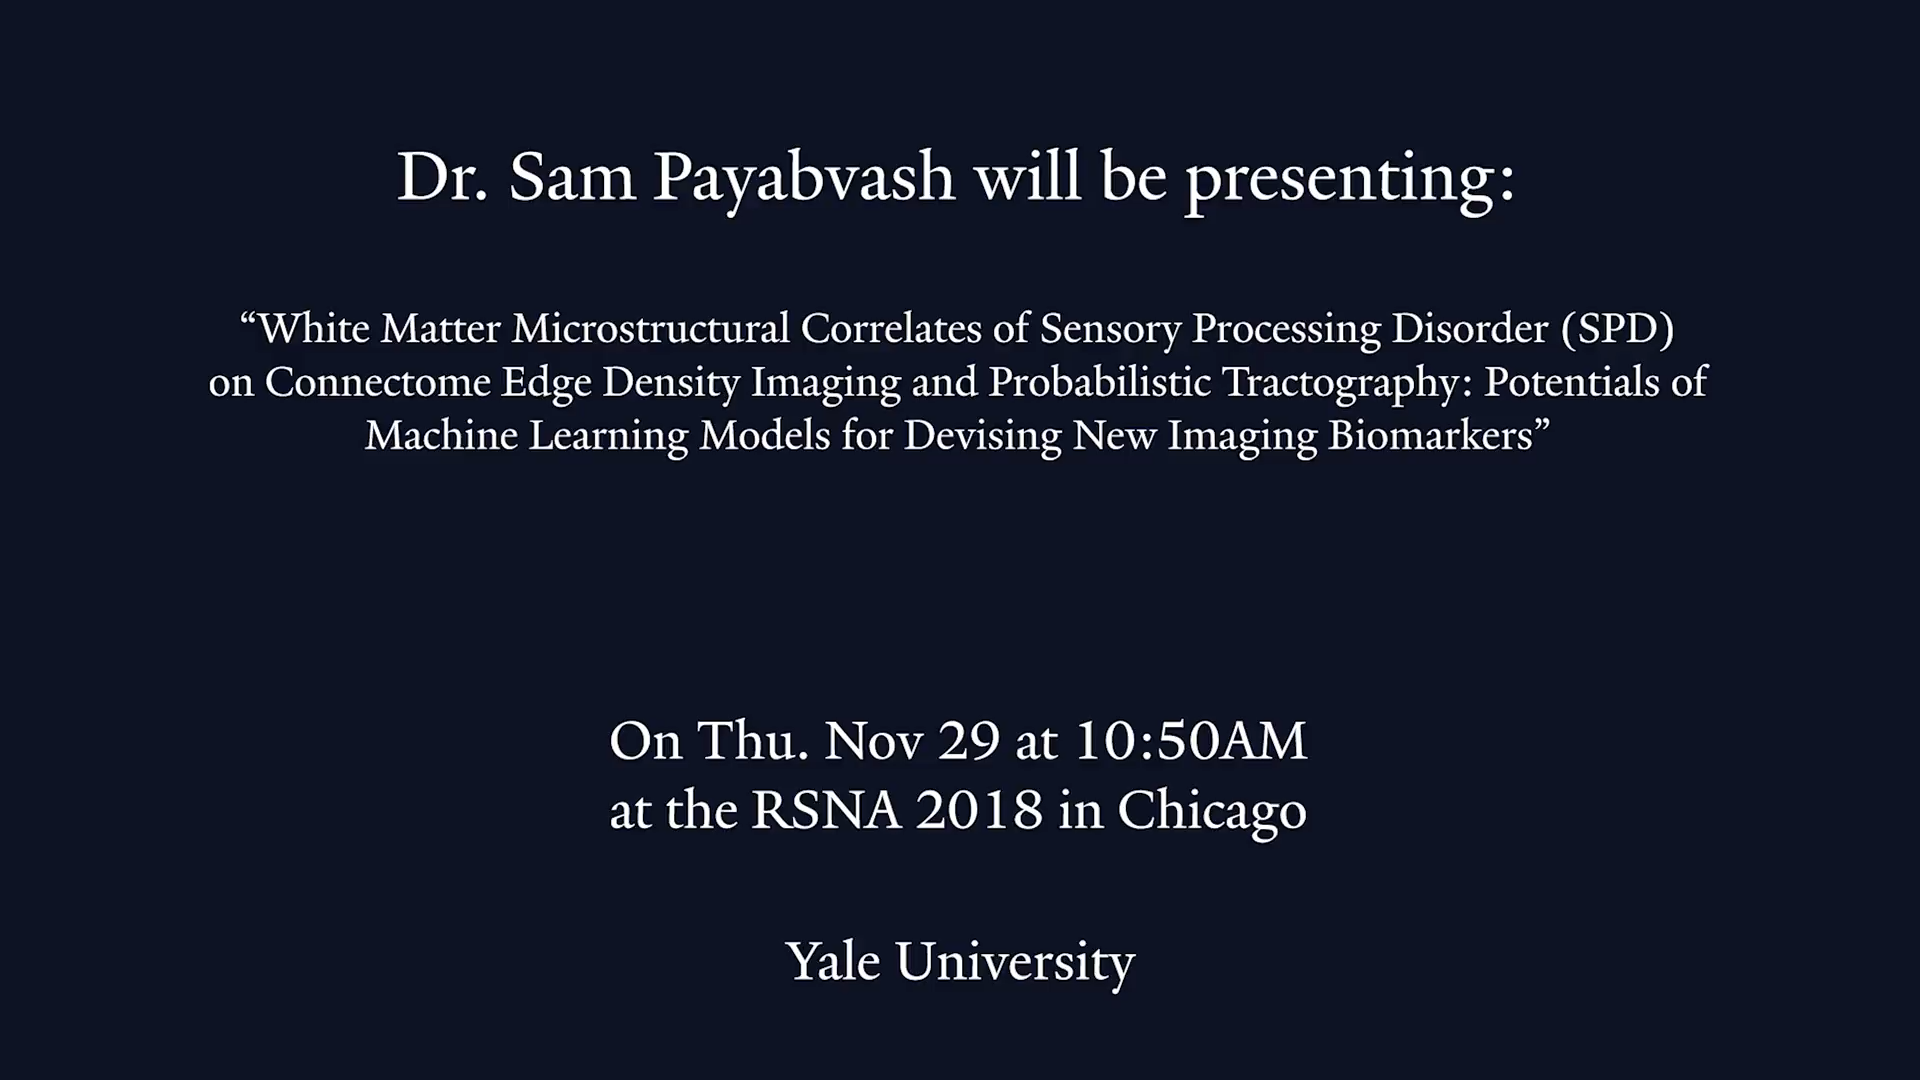 Dr. Sam Payabvash will be presenting:
“White Matter Microstructural Correlates of Sensory Processing Disorder (SPD)
on Connectome Edge Density Imaging and Probabilistic Tractography: Potentials of
Machine Learning Models for Devising New Imaging Biomarkers”
On Thu. Nov 29 at 10:50AM
at the RSNA 2018 in Chicago
Yale University